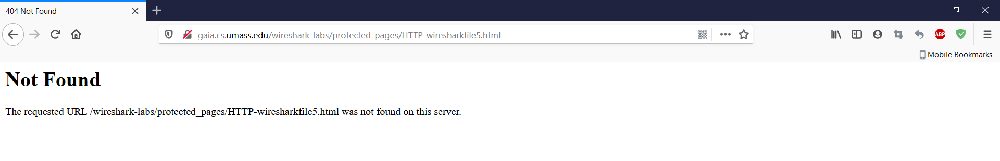 404 Not Found
gaia.cs.umass.edu/wireshark-labs/protected_pages/HTTP-wiresharkfile5.html
ABP
Mobile Bookmarks
Not Found
The requested URL /wireshark-labs/protected_pages/HTTP-wiresharkfile5.html was not found on this server.